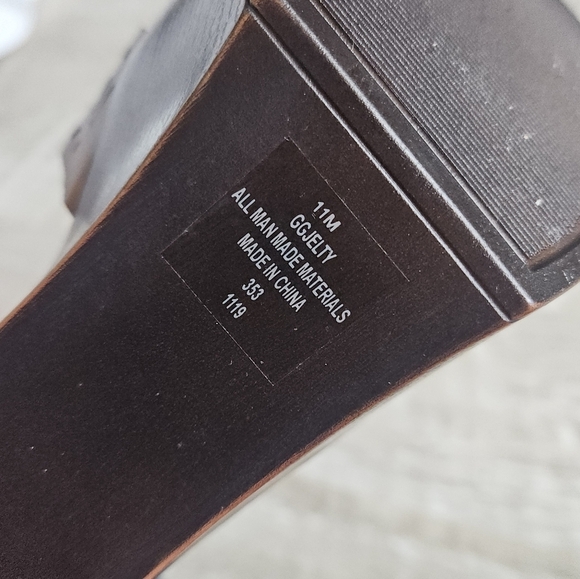 11M
GGJELTY
ALL MAN MADE MATERIALS
MADE IN CHINA
353
1119